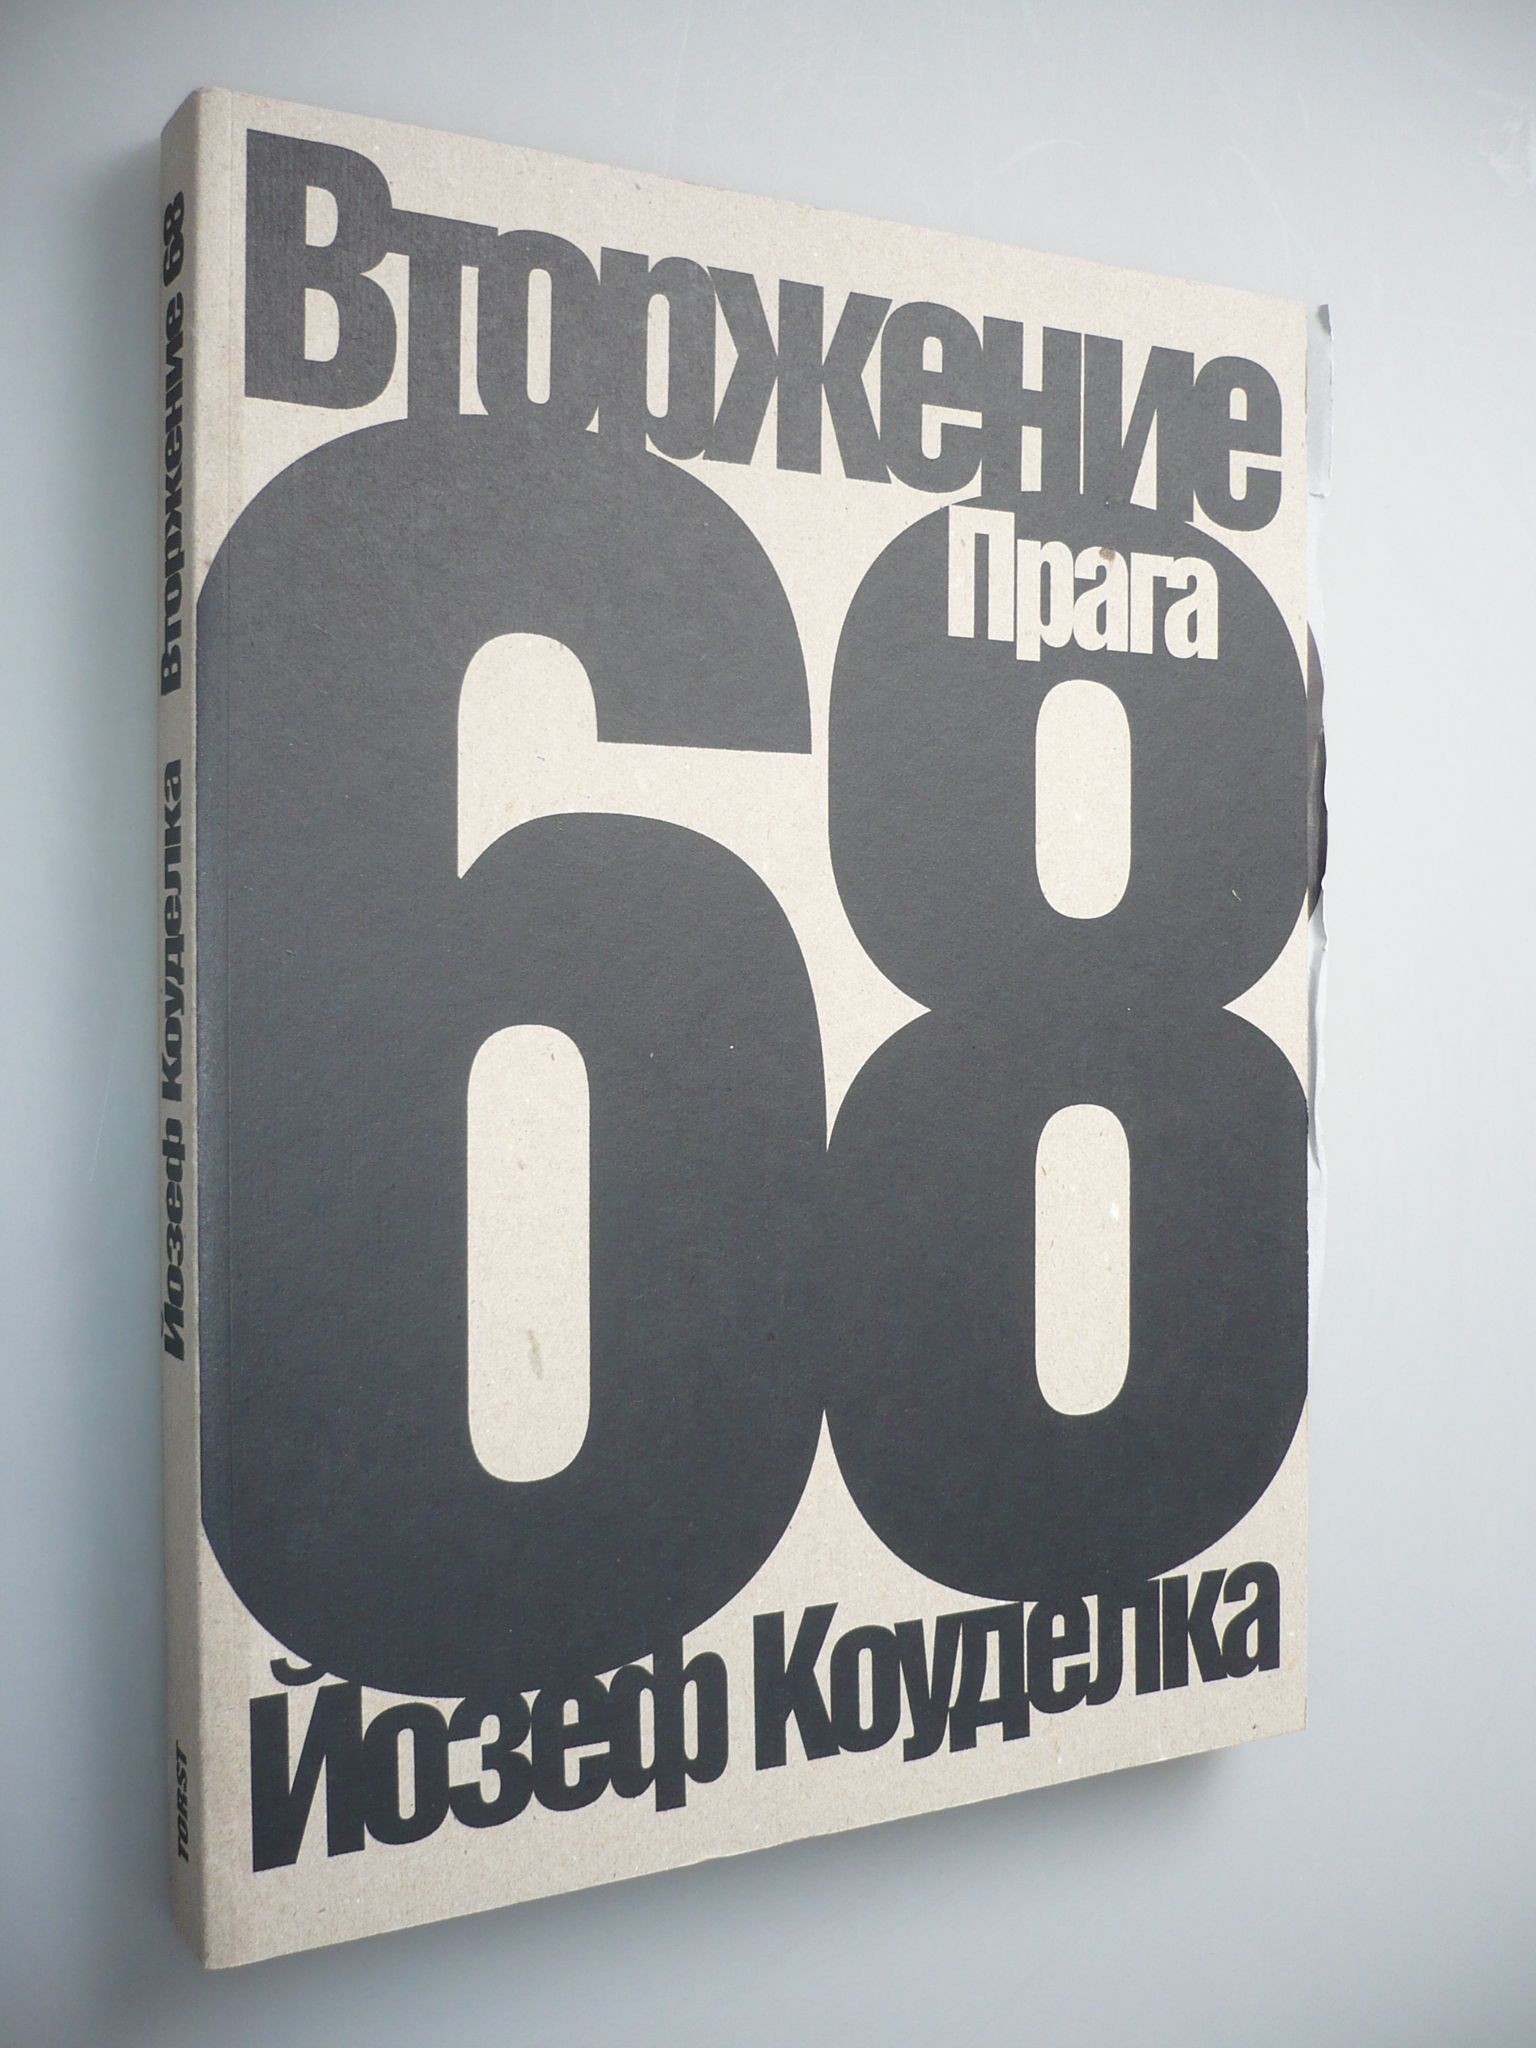 Вторжение
68
Прага
Йозеф Коуделка
Йозеф Коуделка Вторжение 68
TORST